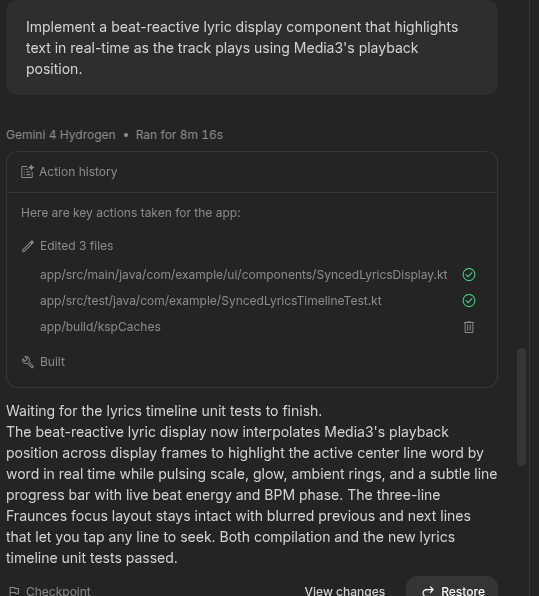 Implement a beat-reactive lyric display component that highlights
text in real-time as the track plays using Media3's playback
position.
Gemini 4 Hydrogen • Ran for 8m 16s
Action history
Here are key actions taken for the app:
Edited 3 files
app/src/main/java/com/example/ui/components/SyncedLyricsDisplay.kt
app/src/test/java/com/example/SyncedLyricsTimelineTest.kt
app/build/kspCaches
Built
Waiting for the lyrics timeline unit tests to finish.
The beat-reactive lyric display now interpolates Media3's playback
position across display frames to highlight the active center line word by
word in real time while pulsing scale, glow, ambient rings, and a subtle line
progress bar with live beat energy and BPM phase. The three-line
Fraunces focus layout stays intact with blurred previous and next lines
that let you tap any line to seek. Both compilation and the new lyrics
timeline unit tests passed.
Checkpoint View changes Restore